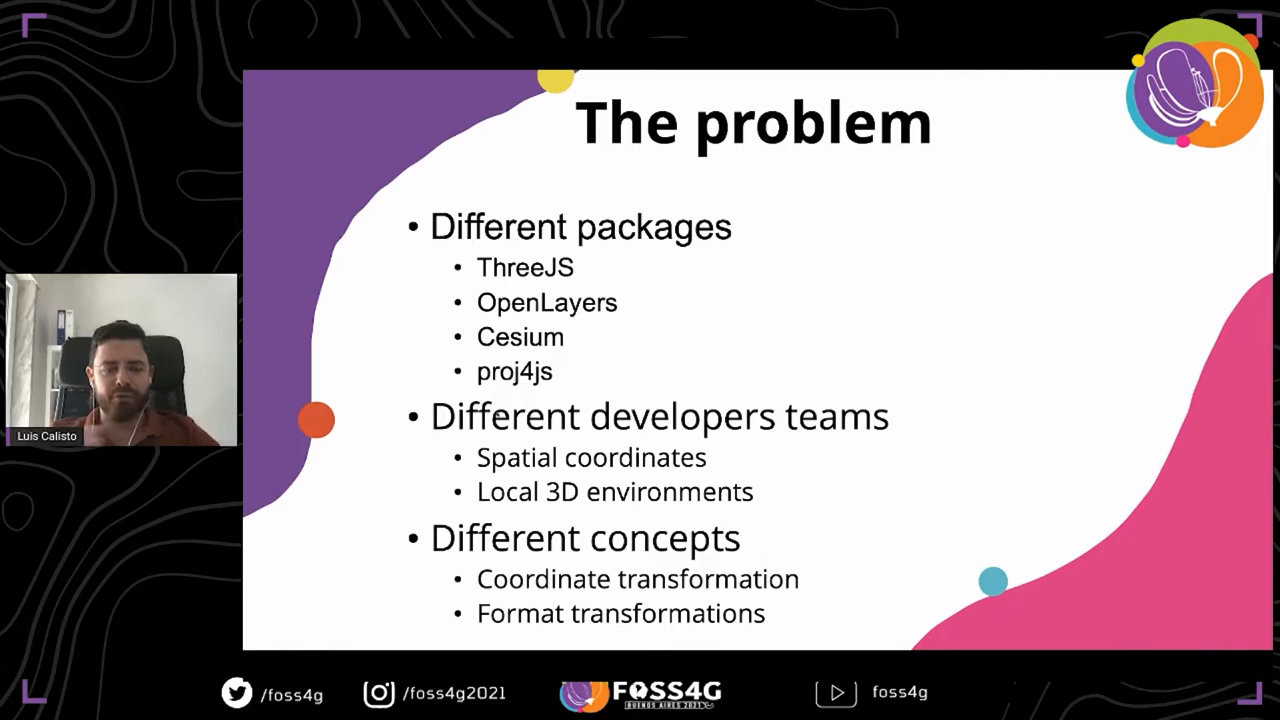 The problem
• Different packages
• ThreeJS
• OpenLayers
• Cesium
• proj4js
• Different developers teams
• Spatial coordinates
• Local 3D environments
• Different concepts
• Coordinate transformation
• Format transformations
Luis Calisto
/foss4g
/foss4g2021
FOSS4G
BUENOS AIRES 2021
foss4g